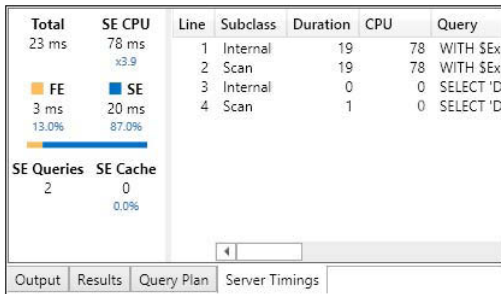 Total SE CPU
23 ms 78 ms
x3.9
FE SE
3 ms 20 ms
13.0% 87.0%
SE Queries SE Cache
2 0
0.0%
Line Subclass Duration CPU Query
1 Internal 19 78 WITH $Ex
2 Scan 19 78 WITH $Ex
3 Internal 0 0 SELECT 'D
4 Scan 1 0 SELECT 'D
Output Results Query Plan Server Timings